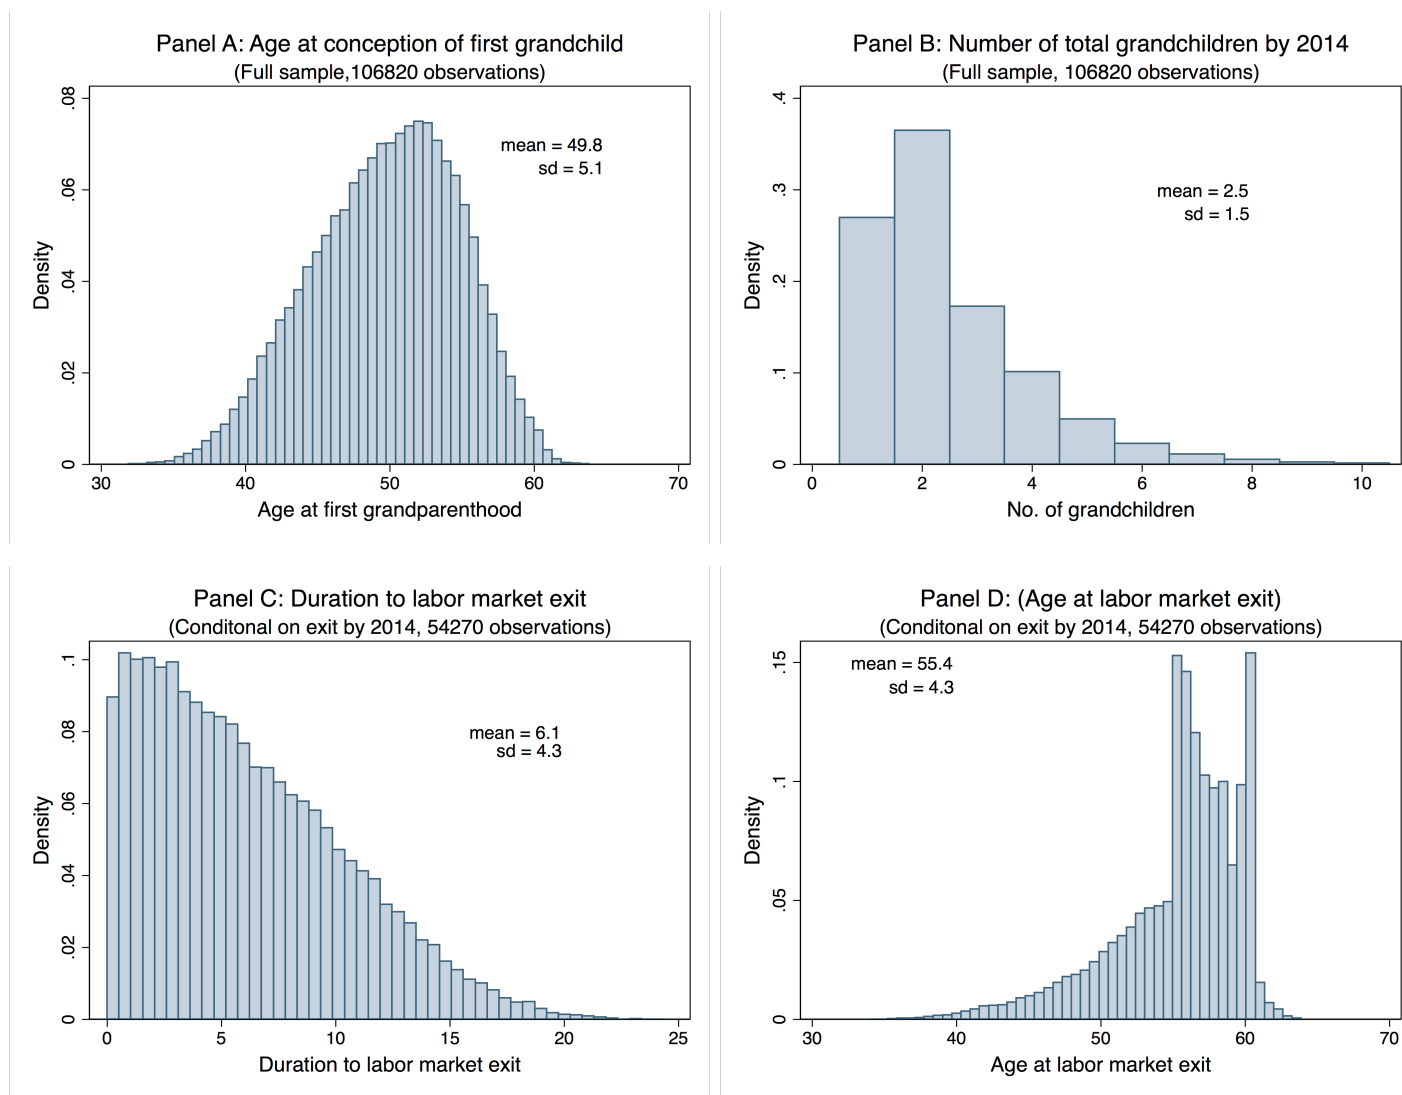 Panel A: Age at conception of first grandchild
(Full sample,106820 observations)
mean = 49.8
sd = 5.1
Density
0
.02
.04
.06
.08
30 40 50 60 70
Age at first grandparenthood
Panel B: Number of total grandchildren by 2014
(Full sample, 106820 observations)
mean = 2.5
sd = 1.5
Density
0
.1
.2
.3
.4
0 2 4 6 8 10
No. of grandchildren
Panel C: Duration to labor market exit
(Conditonal on exit by 2014, 54270 observations)
mean = 6.1
sd = 4.3
Density
0
.02
.04
.06
.08
.1
0 5 10 15 20 25
Duration to labor market exit
Panel D: (Age at labor market exit)
(Conditonal on exit by 2014, 54270 observations)
mean = 55.4
sd = 4.3
Density
0
.05
.1
.15
30 40 50 60 70
Age at labor market exit